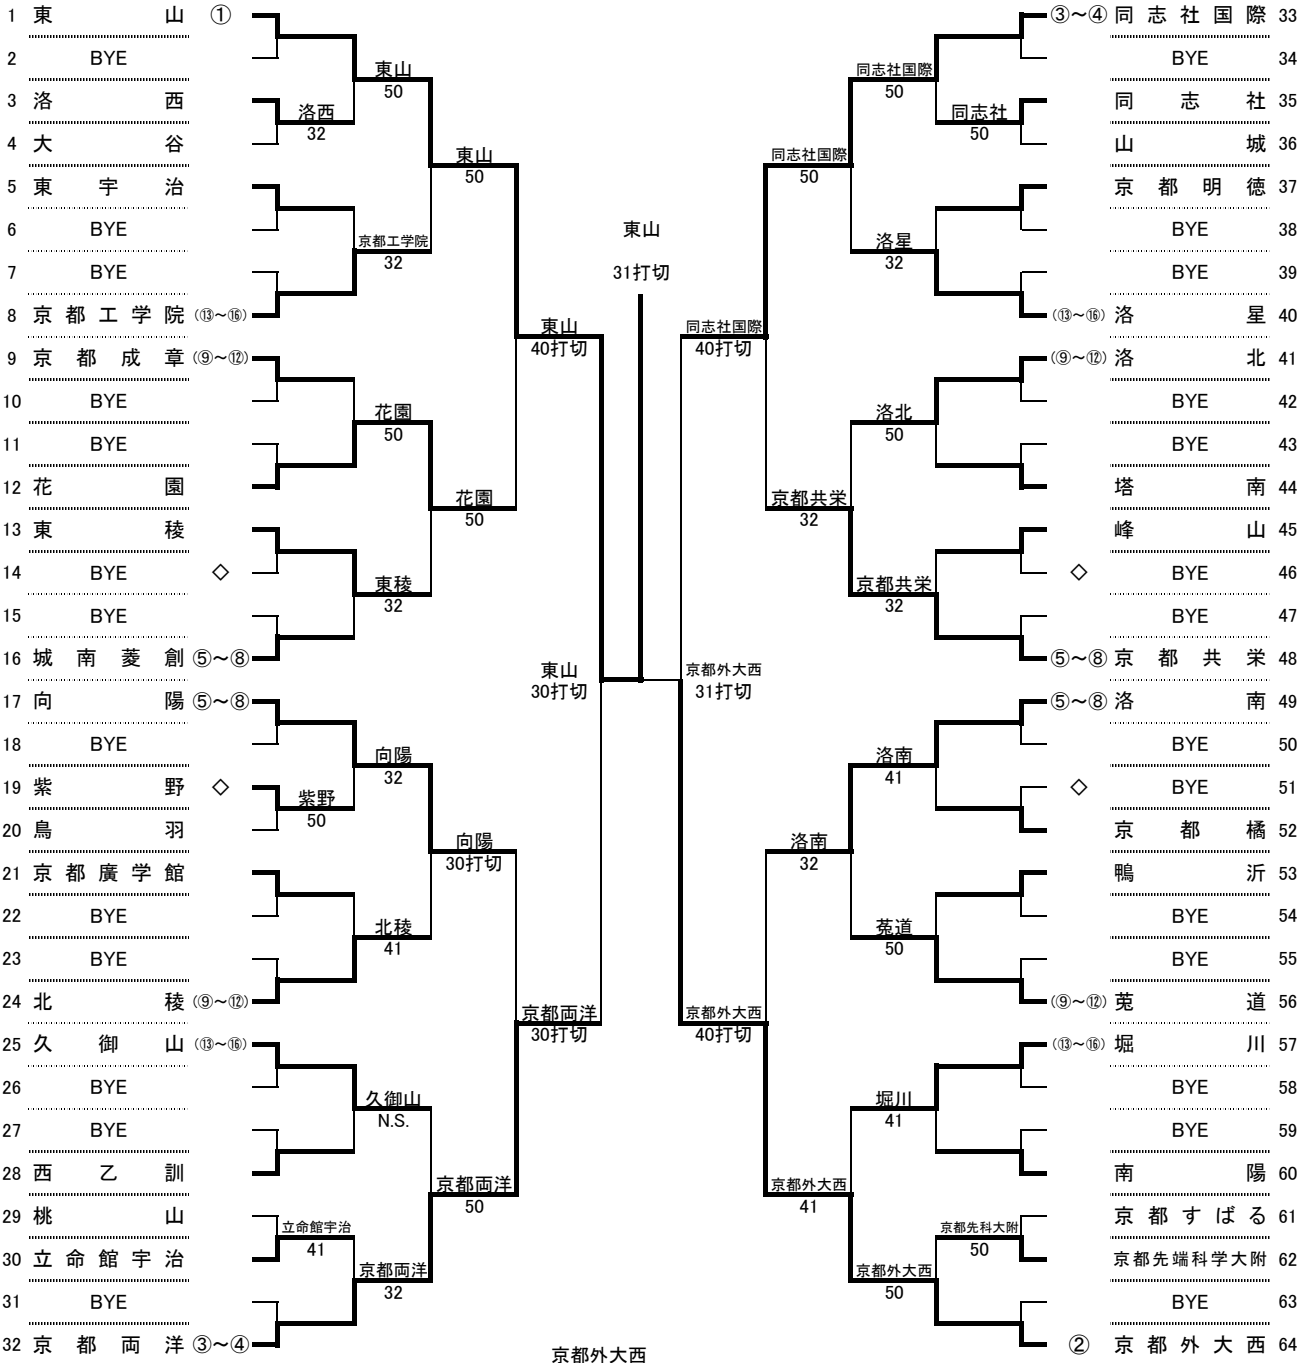 1 東山 ①
2 BYE
3 洛西
4 大谷
5 東宇治
6 BYE
7 BYE
8 京都工学院 (⑬～⑯)
9 京都成章 (⑨～⑫)
10 BYE
11 BYE
12 花園
13 東稜
14 BYE ◇
15 BYE
16 城南菱創 ⑤～⑧
17 向陽 ⑤～⑧
18 BYE
19 紫野 ◇
20 鳥羽
21 京都廣学館
22 BYE
23 BYE
24 北稜 (⑨～⑫)
25 久御山 (⑬～⑯)
26 BYE
27 BYE
28 西乙訓
29 桃山
30 立命館宇治
31 BYE
32 京都両洋 ③～④
洛西
32
紫野
50
立命館宇治
41
東山
50
京都工学院
32
花園
50
東稜
32
向陽
32
北稜
41
久御山
N.S.
京都両洋
32
東山
50
花園
50
向陽
30打切
京都両洋
50
東山
40打切
京都両洋
30打切
東山
30打切
東山
31打切
京都外大西
31打切
同志社国際
40打切
京都外大西
40打切
同志社国際
50
京都共栄
32
洛南
32
京都外大西
41
同志社国際
50
洛星
32
洛北
50
京都共栄
32
洛南
41
菟道
50
堀川
41
京都外大西
50
同志社
50
京都先科大附
50
③～④ 同志社国際 33
BYE 34
同志社 35
山城 36
京都明徳 37
BYE 38
BYE 39
(⑬～⑯) 洛星 40
(⑨～⑫) 洛北 41
BYE 42
BYE 43
塔南 44
峰山 45
◇ BYE 46
BYE 47
⑤～⑧ 京都共栄 48
⑤～⑧ 洛南 49
BYE 50
◇ BYE 51
京都橘 52
鴨沂 53
BYE 54
BYE 55
(⑨～⑫) 莵道 56
(⑬～⑯) 堀川 57
BYE 58
BYE 59
南陽 60
京都すばる 61
京都先端科学大附 62
BYE 63
② 京都外大西 64
京都外大西